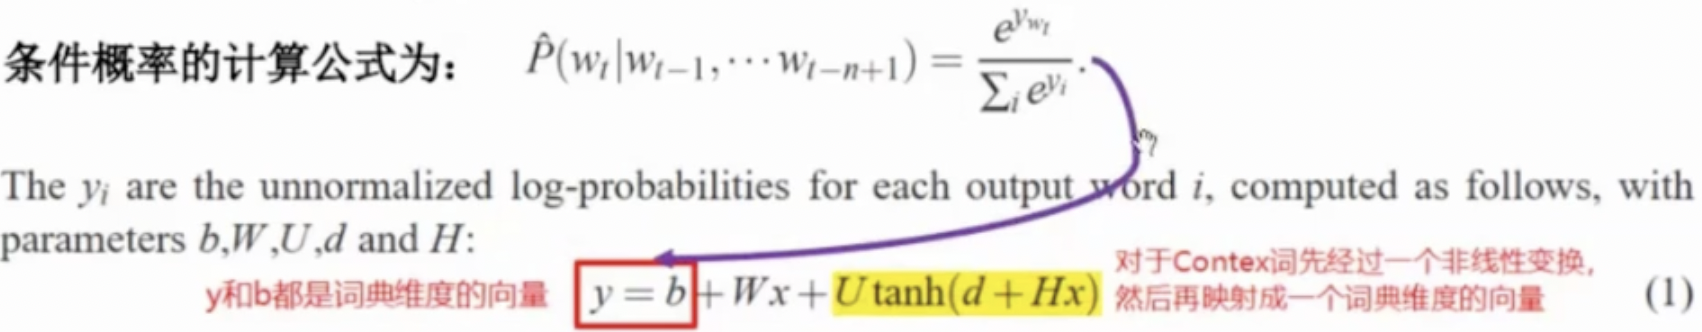 条件概率的计算公式为： P̂(w_t|w_{t−1},⋯w_{t−n+1}) = e^{y_{w_t}} / ∑_i e^{y_i}.
The y_i are the unnormalized log-probabilities for each output word i, computed as follows, with
parameters b,W,U,d and H:
y和b都是词典维度的向量 y = b + Wx + U tanh(d + Hx) 对于Contex词先经过一个非线性变换，
然后再映射成一个词典维度的向量 (1)